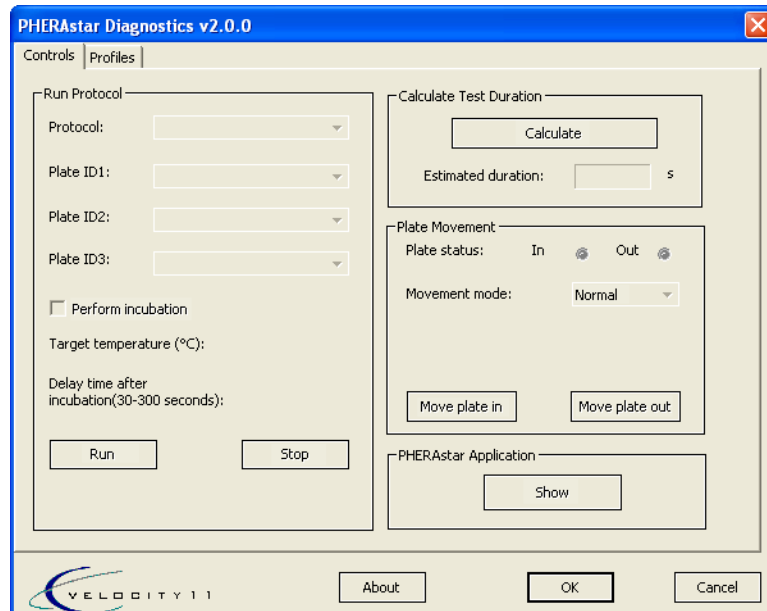 PHERAstar Diagnostics v2.0.0
Controls
Profiles
Run Protocol
Protocol:
Plate ID1:
Plate ID2:
Plate ID3:
Perform incubation
Target temperature (°C):
Delay time after
incubation(30-300 seconds):
Run
Stop
Calculate Test Duration
Calculate
Estimated duration:
s
Plate Movement
Plate status:
In
Out
Movement mode:
Normal
Move plate in
Move plate out
PHERAstar Application
Show
VELOCITY11
About
OK
Cancel